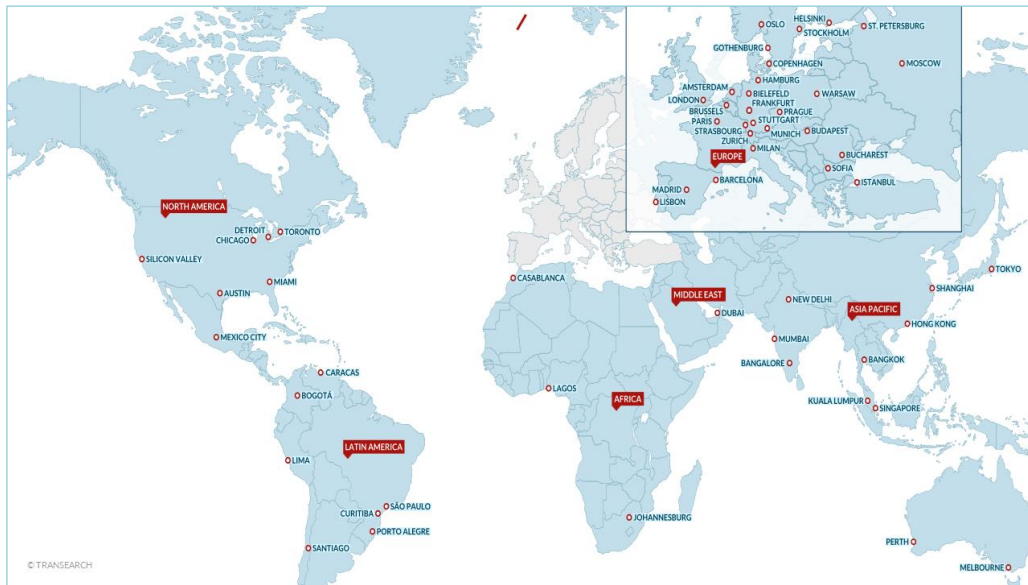 OSLO
HELSINKI
STOCKHOLM
ST. PETERSBURG
GOTHENBURG
COPENHAGEN
MOSCOW
HAMBURG
AMSTERDAM
BIELEFELD
WARSAW
LONDON
FRANKFURT
BRUSSELS
PRAGUE
PARIS
STUTTGART
STRASBOURG
MUNICH
BUDAPEST
ZURICH
MILAN
EUROPE
BUCHAREST
SOFIA
BARCELONA
ISTANBUL
MADRID
LISBON
NORTH AMERICA
DETROIT
TORONTO
CHICAGO
SILICON VALLEY
MIAMI
AUSTIN
MEXICO CITY
CASABLANCA
MIDDLE EAST
DUBAI
NEW DELHI
ASIA PACIFIC
TOKYO
SHANGHAI
HONG KONG
MUMBAI
BANGALORE
BANGKOK
CARACAS
BOGOTÁ
LAGOS
AFRICA
KUALA LUMPUR
SINGAPORE
LATIN AMERICA
LIMA
SÃO PAULO
CURITIBA
PORTO ALEGRE
SANTIAGO
JOHANNESBURG
PERTH
MELBOURNE
© TRANSEARCH